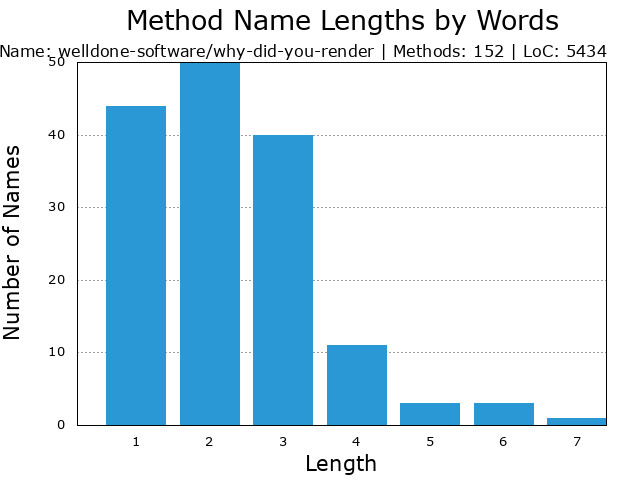 Method Name Lengths by Words
Name: welldone-software/why-did-you-render | Methods: 152 | LoC: 5434
Number of Names
50
40
30
20
10
0
1 2 3 4 5 6 7
Length